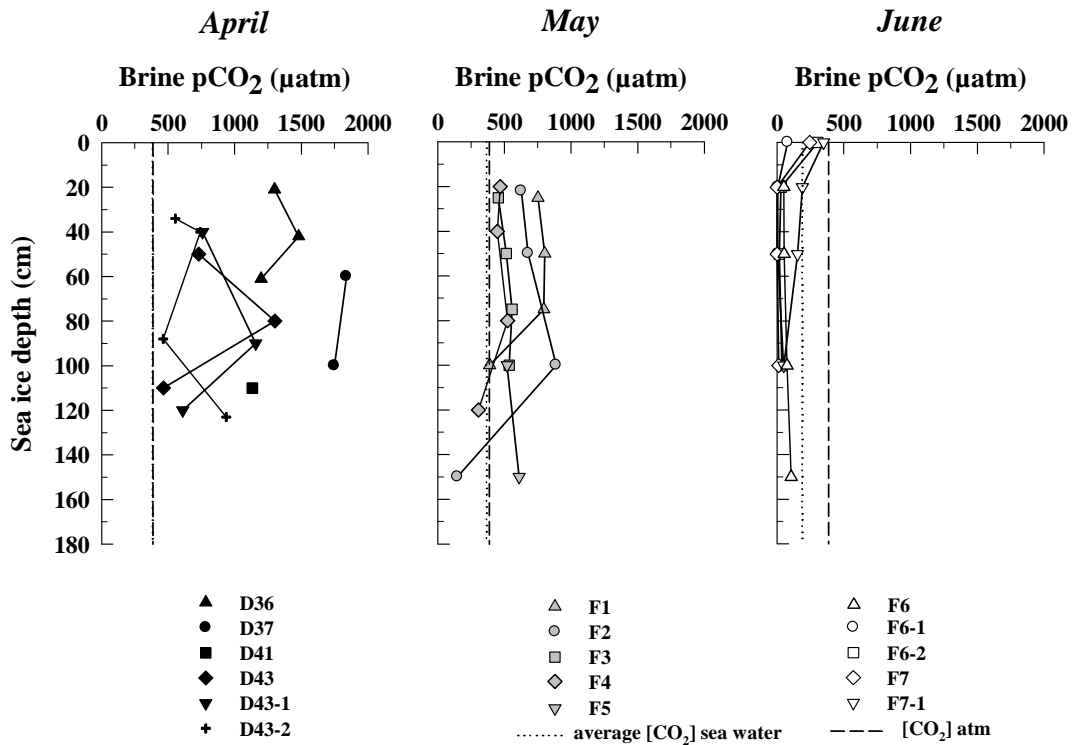 April May June
Brine pCO2 (µatm) Brine pCO2 (µatm) Brine pCO2 (µatm)
0 500 1000 1500 2000 0 500 1000 1500 2000 0 500 1000 1500 2000
0
20
40
60
80
100
120
140
160
180
Sea ice depth (cm)
D36 F1 F6
D37 F2 F6-1
D41 F3 F6-2
D43 F4 F7
D43-1 F5 F7-1
D43-2
average [CO2] sea water [CO2] atm